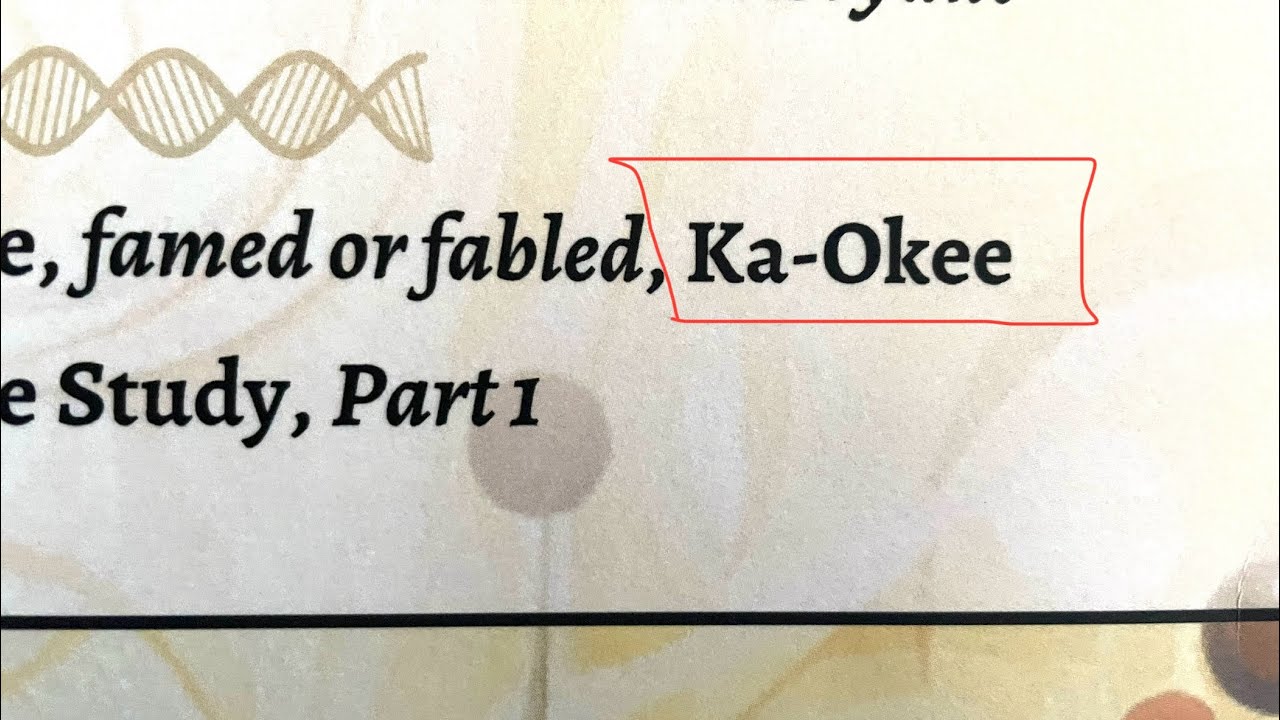 e, famed or fabled, Ka-Okee
e Study, Part 1